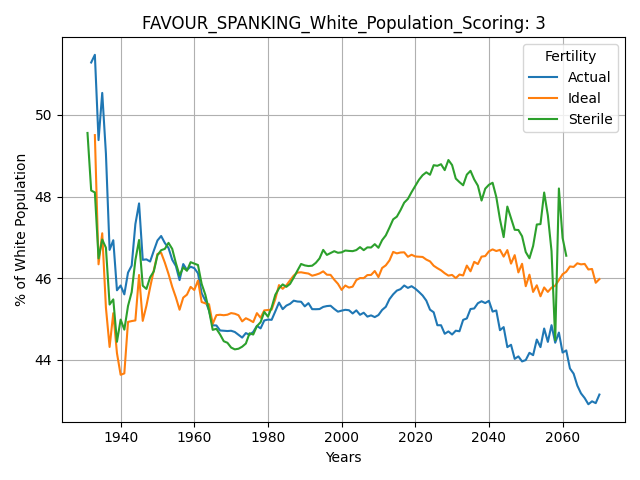 FAVOUR_SPANKING_White_Population_Scoring: 3
Fertility
Actual
Ideal
Sterile
% of White Population
50
48
46
44
1940 1960 1980 2000 2020 2040 2060
Years